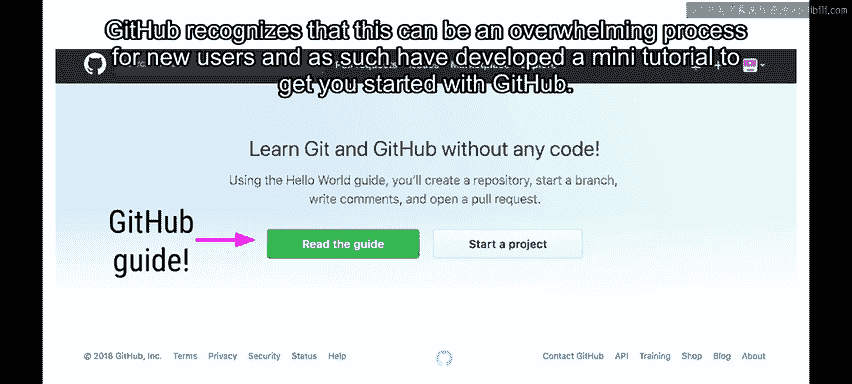 GitHub recognizes that this can be an overwhelming process
for new users and as such have developed a mini tutorial to
get you started with GitHub.
Learn Git and GitHub without any code!
Using the Hello World guide, you'll create a repository, start a branch,
write comments, and open a pull request.
GitHub
guide!
Read the guide
Start a project
© 2018 GitHub, Inc. Terms Privacy Security Status Help
Contact GitHub API Training Shop Blog About